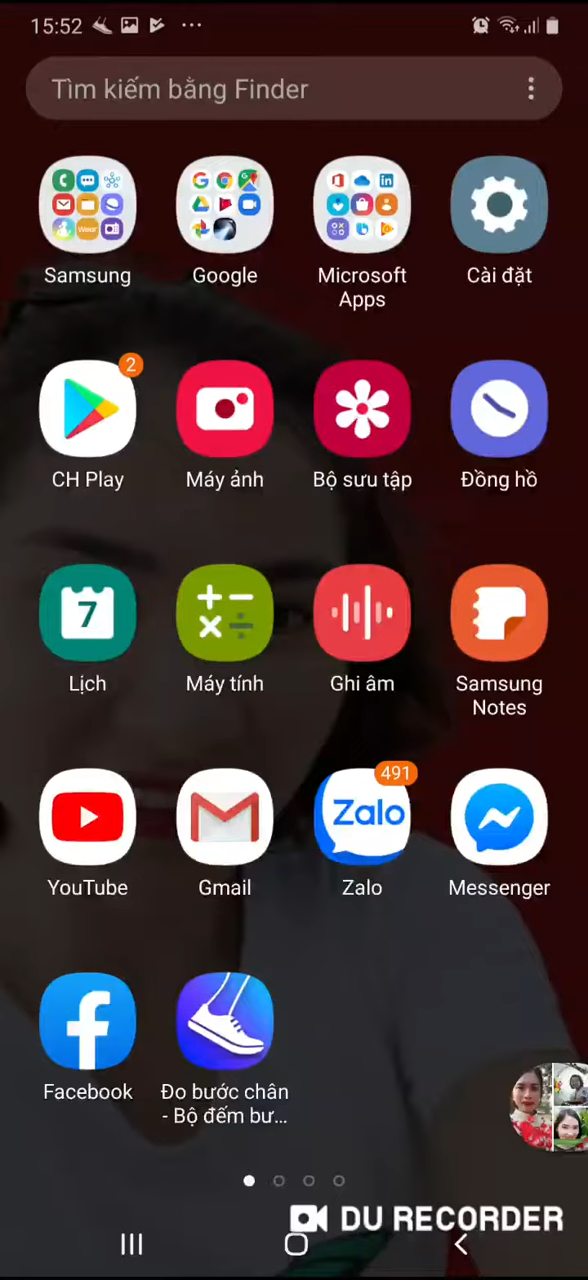 15:52
Tìm kiếm bằng Finder
Samsung
Google
Microsoft
Apps
Cài đặt
2
CH Play
Máy ảnh
Bộ sưu tập
Đồng hồ
7
Lịch
Máy tính
Ghi âm
Samsung
Notes
491
Zalo
YouTube
Gmail
Zalo
Messenger
Facebook
Đo bước chân
- Bộ đếm bư...
DU RECORDER